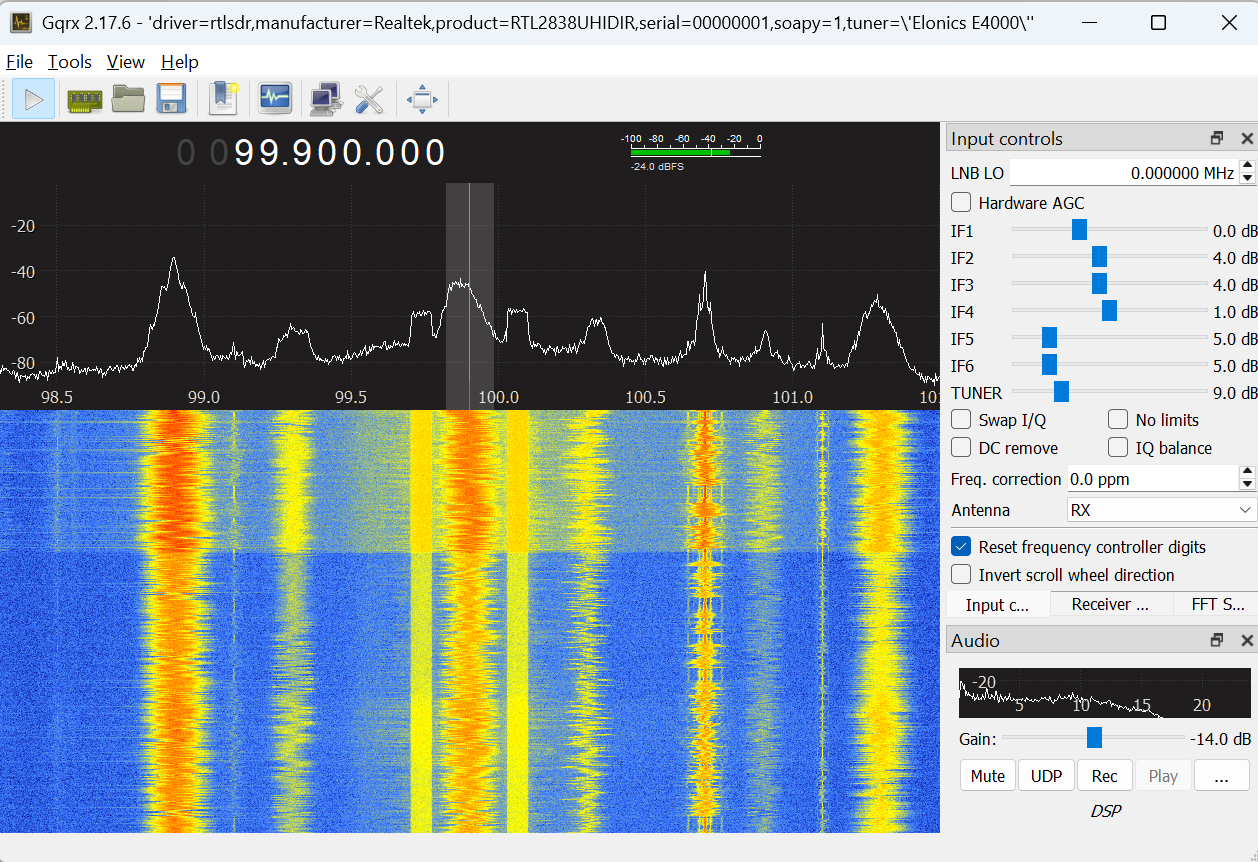 Gqrx 2.17.6 - 'driver=rtlsdr,manufacturer=Realtek,product=RTL2838UHIDIR,serial=00000001,soapy=1,tuner=\'Elonics E4000\''
File Tools View Help
0 099.900.000
-100 -80 -60 -40 -20 0
-24.0 dBFS
-20
-40
-60
-80
98.5 99.0 99.5 100.0 100.5 101.0
Input controls
LNB LO 0.000000 MHz
Hardware AGC
IF1 0.0 dB
IF2 4.0 dB
IF3 4.0 dB
IF4 1.0 dB
IF5 5.0 dB
IF6 5.0 dB
TUNER 9.0 dB
Swap I/Q No limits
DC remove IQ balance
Freq. correction 0.0 ppm
Antenna RX
Reset frequency controller digits
Invert scroll wheel direction
Input c... Receiver ... FFT S...
Audio
-20
5 10 15 20
Gain: -14.0 dB
Mute UDP Rec Play ...
DSP